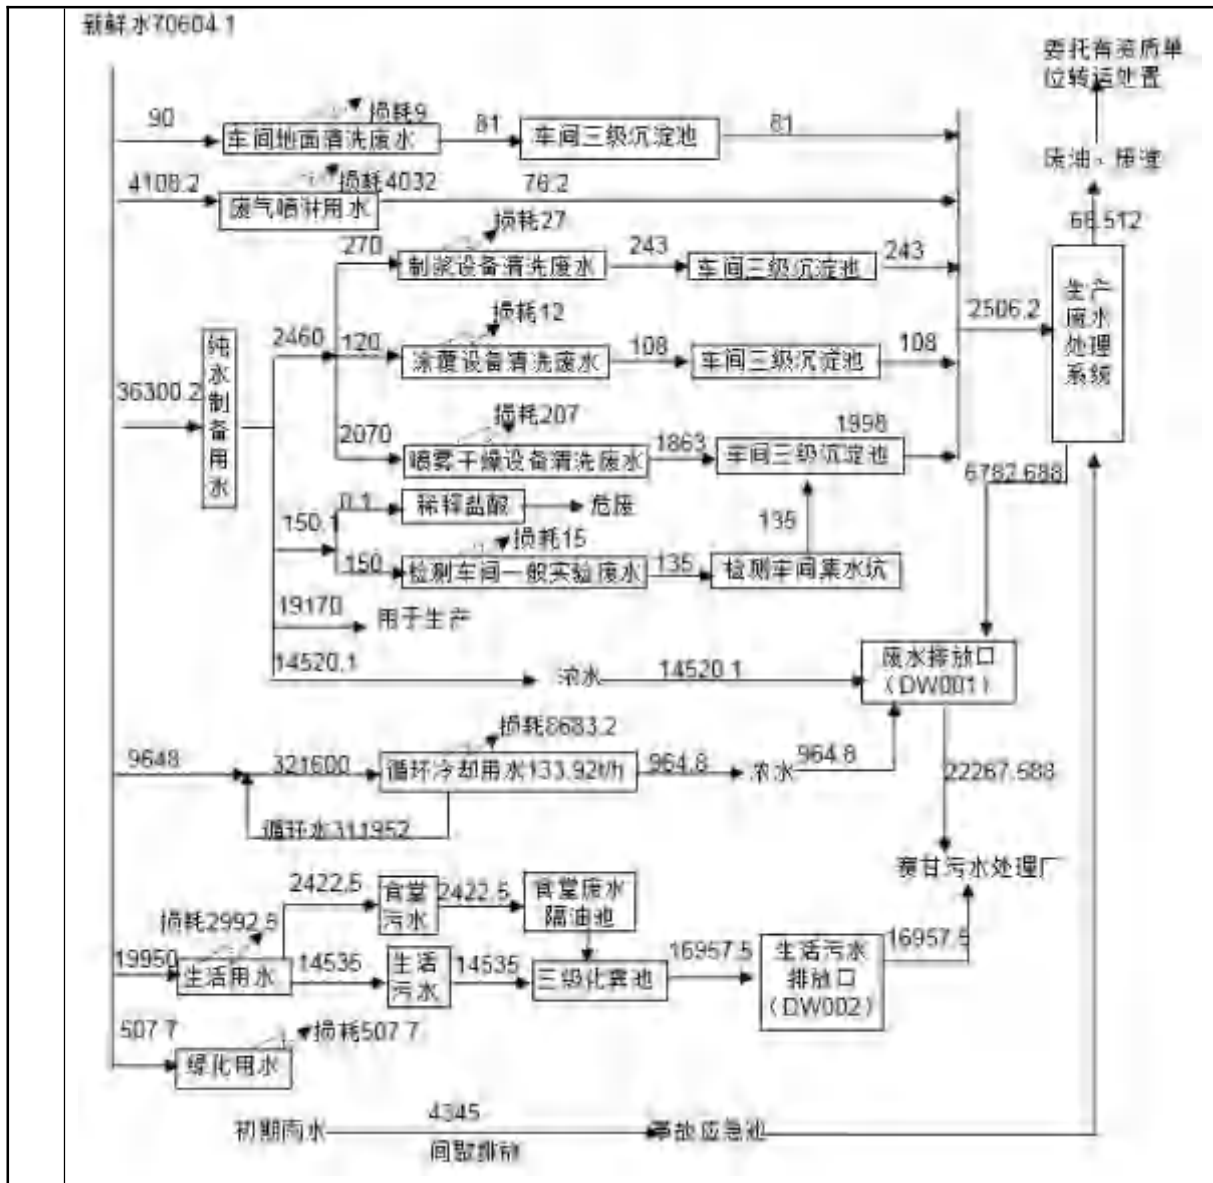 新鲜水70604.1
委托有资质单
位转运处置
90
损耗9
车间地面清洗废水
81
车间三级沉淀池
81
废油、废渣
4108.2
损耗4032
废气喷淋用水
76.2
68.512
270
损耗27
制浆设备清洗废水
243
车间三级沉淀池
243
2506.2
生产
废水
处理
系统
2460
120
损耗12
涂覆设备清洗废水
108
车间三级沉淀池
108
36300.2
纯水制备用水
2070
损耗207
喷雾干燥设备清洗废水
1863
车间三级沉淀池
1998
6782.688
150.1
0.1
稀释盐酸
危废
135
150
损耗15
检测车间一般实验废水
135
检测车间集水坑
19170
用于生产
14520.1
浓水
14520.1
废水排放口
（DW001）
9648
321600
损耗8683.2
循环冷却用水133.92t/h
964.8
浓水
964.8
22267.588
循环水311952
赛甘污水处理厂
2422.5
食堂
污水
2422.5
食堂废水
隔油池
损耗2992.5
19950
生活用水
14535
生活
污水
14535
三级化粪池
16957.5
生活污水
排放口
（DW002）
16957.5
507.7
损耗507.7
绿化用水
初期雨水
4345
间歇排放
事故应急池